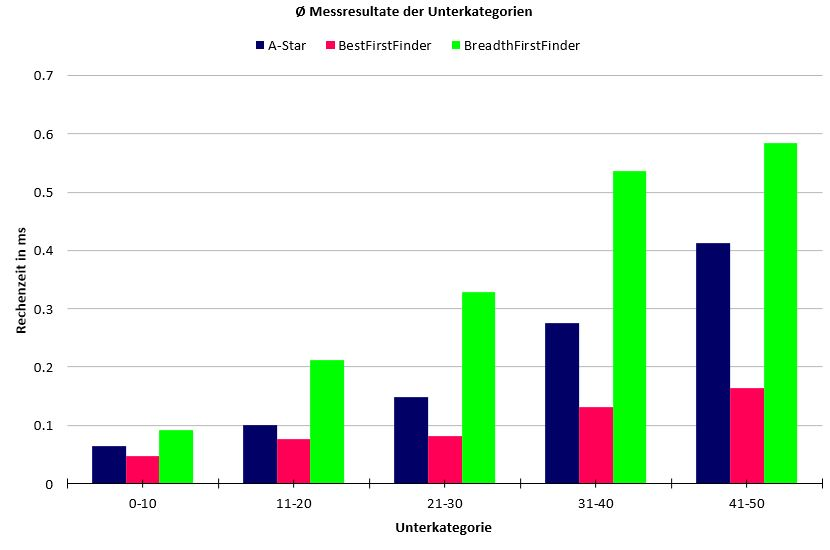 Ø Messresultate der Unterkategorien
A-Star BestFirstFinder BreadthFirstFinder
0.7
0.6
0.5
0.4
0.3
0.2
0.1
0
Rechenzeit in ms
0-10 11-20 21-30 31-40 41-50
Unterkategorie